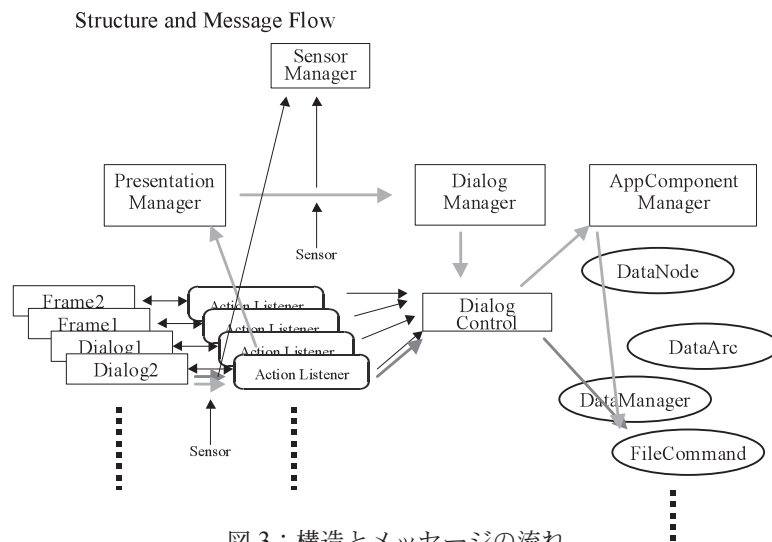 Structure and Message Flow
Sensor
Manager
Presentation
Manager
Dialog
Manager
AppComponent
Manager
Sensor
DataNode
Frame2
Action Listener
Dialog
Control
Frame1
Action Listener
Dialog1
Action Listener
DataArc
Dialog2
Action Listener
DataManager
Sensor
FileCommand
図 3：構造とメッセージの流れ